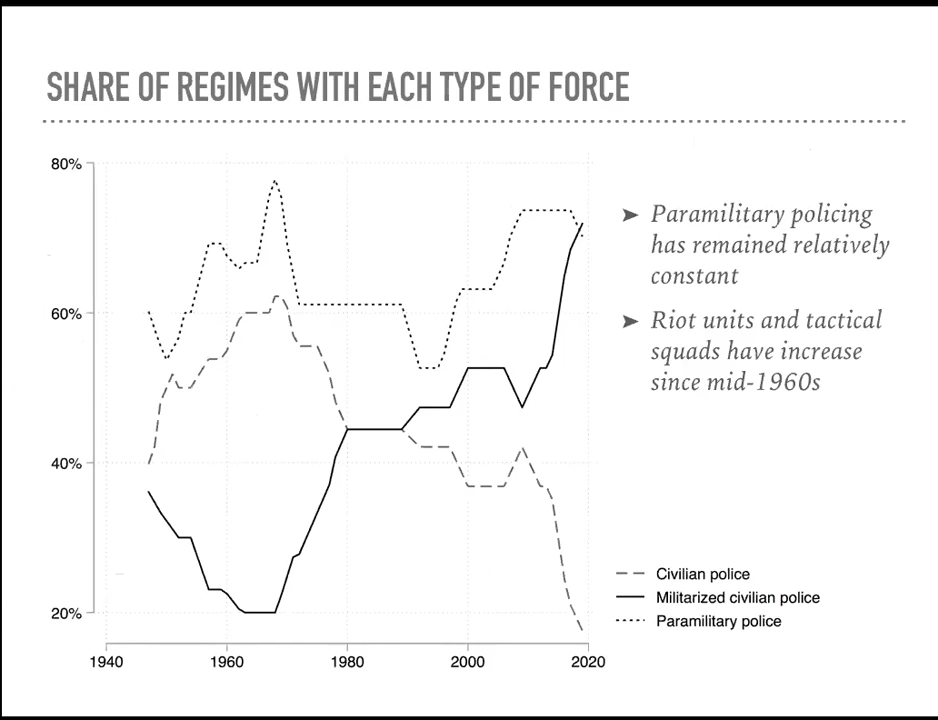 SHARE OF REGIMES WITH EACH TYPE OF FORCE
80%
60%
40%
20%
1940 1960 1980 2000 2020
➤ Paramilitary policing
has remained relatively
constant
➤ Riot units and tactical
squads have increase
since mid-1960s
Civilian police
Militarized civilian police
Paramilitary police